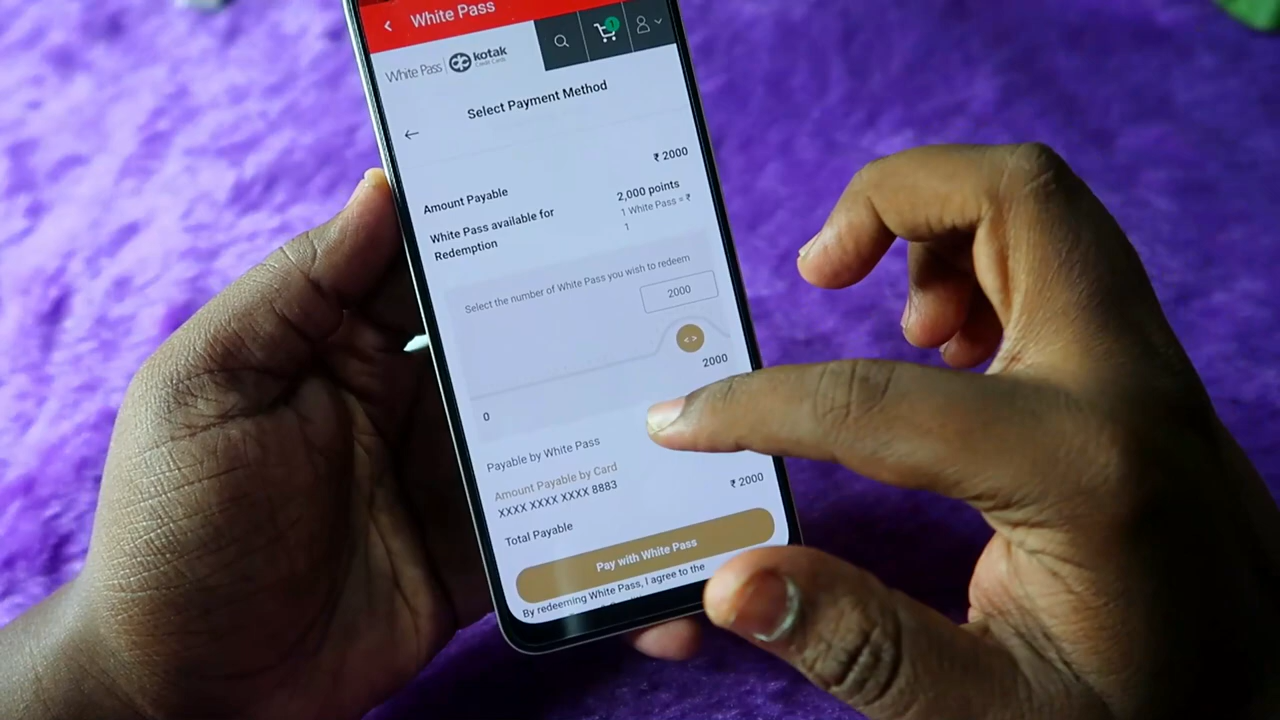 White Pass
White Pass | kotak
Credit Cards
1
Select Payment Method
Amount Payable ₹ 2000
White Pass available for Redemption 2,000 points
1 White Pass = ₹ 1
Select the number of White Pass you wish to redeem
2000
< >
0 2000
Payable by White Pass
Amount Payable by Card
XXXX XXXX XXXX 8883
Total Payable ₹ 2000
Pay with White Pass
By redeeming White Pass, I agree to the